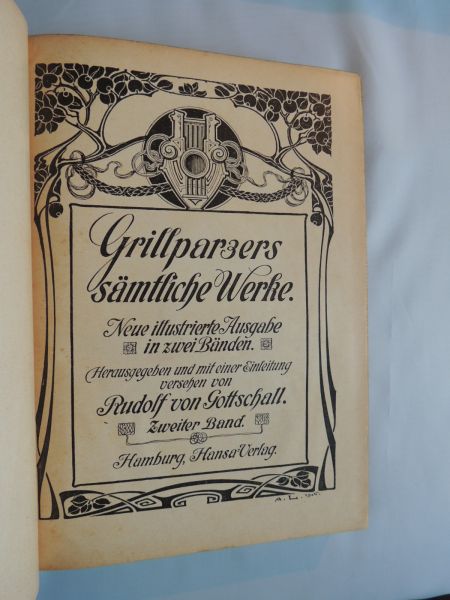 Grillparzers
sämtliche Werke.
Neue illustrierte Ausgabe
in zwei Bänden.
Herausgegeben und mit einer Einleitung
versehen von
Rudolf von Gottschall.
Zweiter Band.
Hamburg, Hansa-Verlag.